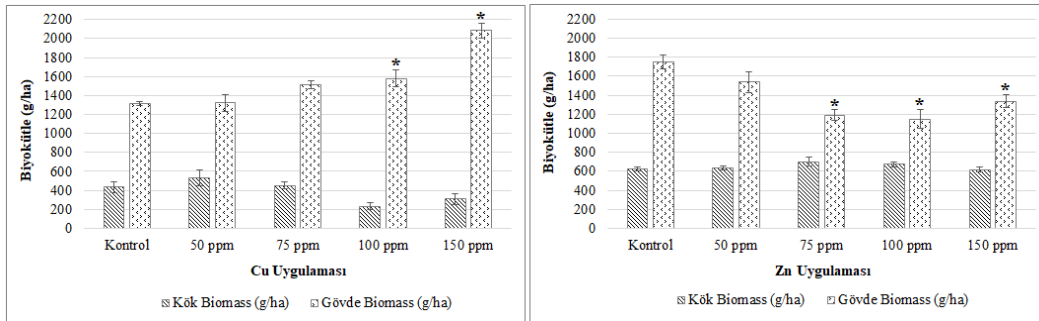 2200
2000
1800
1600
1400
1200
1000
800
600
400
200
0
Biyokütle (g/ha)
* *
Kontrol 50 ppm 75 ppm 100 ppm 150 ppm
Cu Uygulaması
Kök Biomass (g/ha) Gövde Biomass (g/ha)
2200
2000
1800
1600
1400
1200
1000
800
600
400
200
0
Biyokütle (g/ha)
* * *
Kontrol 50 ppm 75 ppm 100 ppm 150 ppm
Zn Uygulaması
Kök Biomass (g/ha) Gövde Biomass (g/ha)